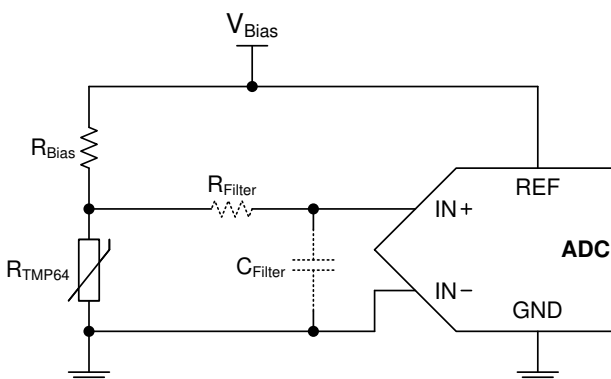 VBias
RBias
RFilter
IN+
REF
ADC
RTMP64
CFilter
IN−
GND